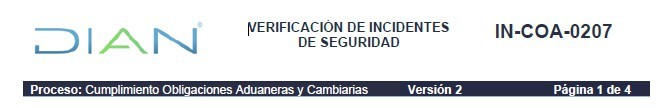 DIAN®
VERIFICACIÓN DE INCIDENTES
DE SEGURIDAD
IN-COA-0207
Proceso: Cumplimiento Obligaciones Aduaneras y Cambiarias Versión 2 Página 1 de 4